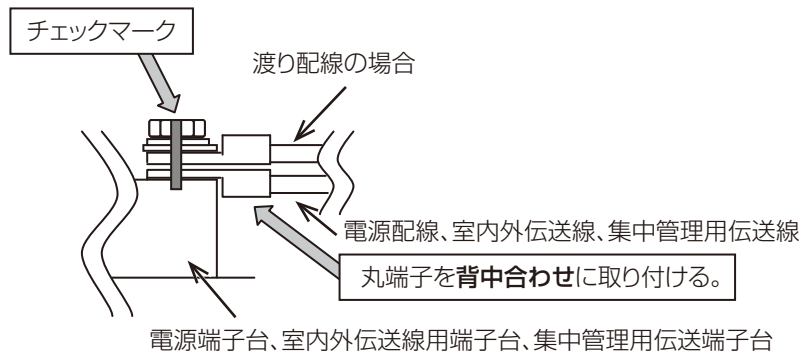 チェックマーク
渡り配線の場合
電源配線、室内外伝送線、集中管理用伝送線
丸端子を背中合わせに取り付ける。
電源端子台、室内外伝送線用端子台、集中管理用伝送端子台